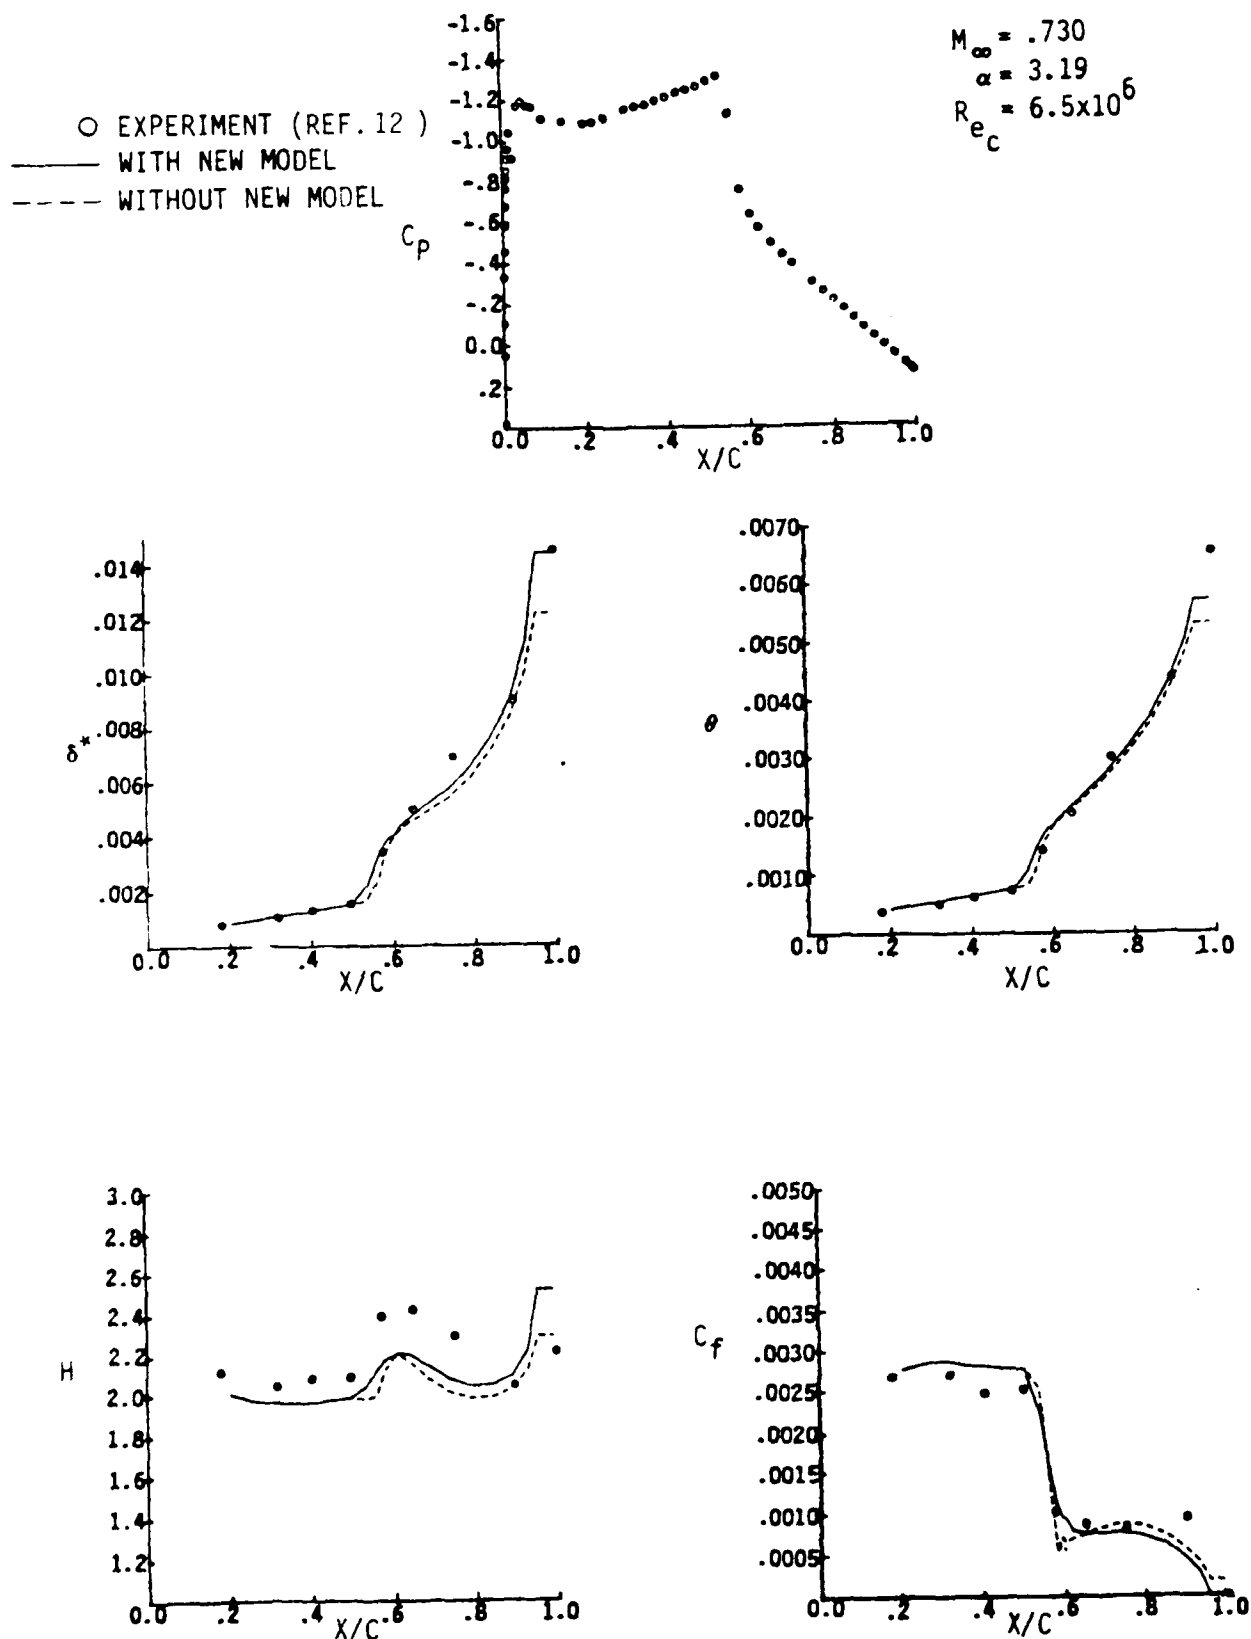 -1.6
-1.4
-1.2
-1.0
-.8
-.6
-.4
-.2
0.0
.2
C_p
0.0 .2 .4 .6 .8 1.0
X/C
M_∞ = .730
α = 3.19
R_e_c = 6.5x10^6
O EXPERIMENT (REF. 12 )
—— WITH NEW MODEL
---- WITHOUT NEW MODEL
.014
.012
.010
.008
.006
.004
.002
δ*
0.0 .2 .4 .6 .8 1.0
X/C
.0070
.0060
.0050
.0040
.0030
.0020
.0010
θ
0.0 .2 .4 .6 .8 1.0
X/C
3.0
2.8
2.6
2.4
2.2
2.0
1.8
1.6
1.4
1.2
H
0.0 .2 .4 .6 .8 1.0
X/C
.0050
.0045
.0040
.0035
.0030
.0025
.0020
.0015
.0010
.0005
C_f
0.0 .2 .4 .6 .8 1.0
X/C